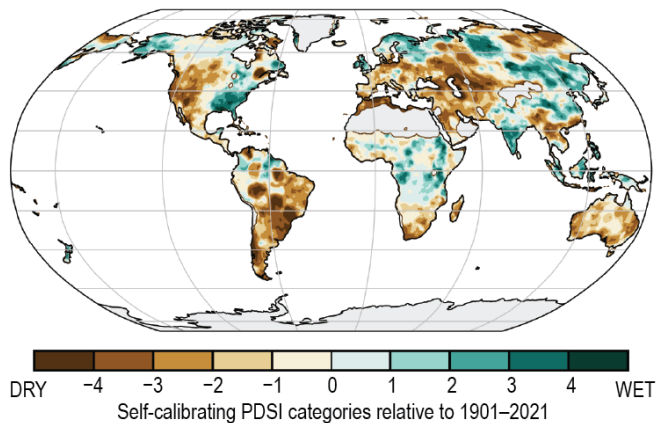 DRY −4 −3 −2 −1 0 1 2 3 4 WET
Self-calibrating PDSI categories relative to 1901–2021